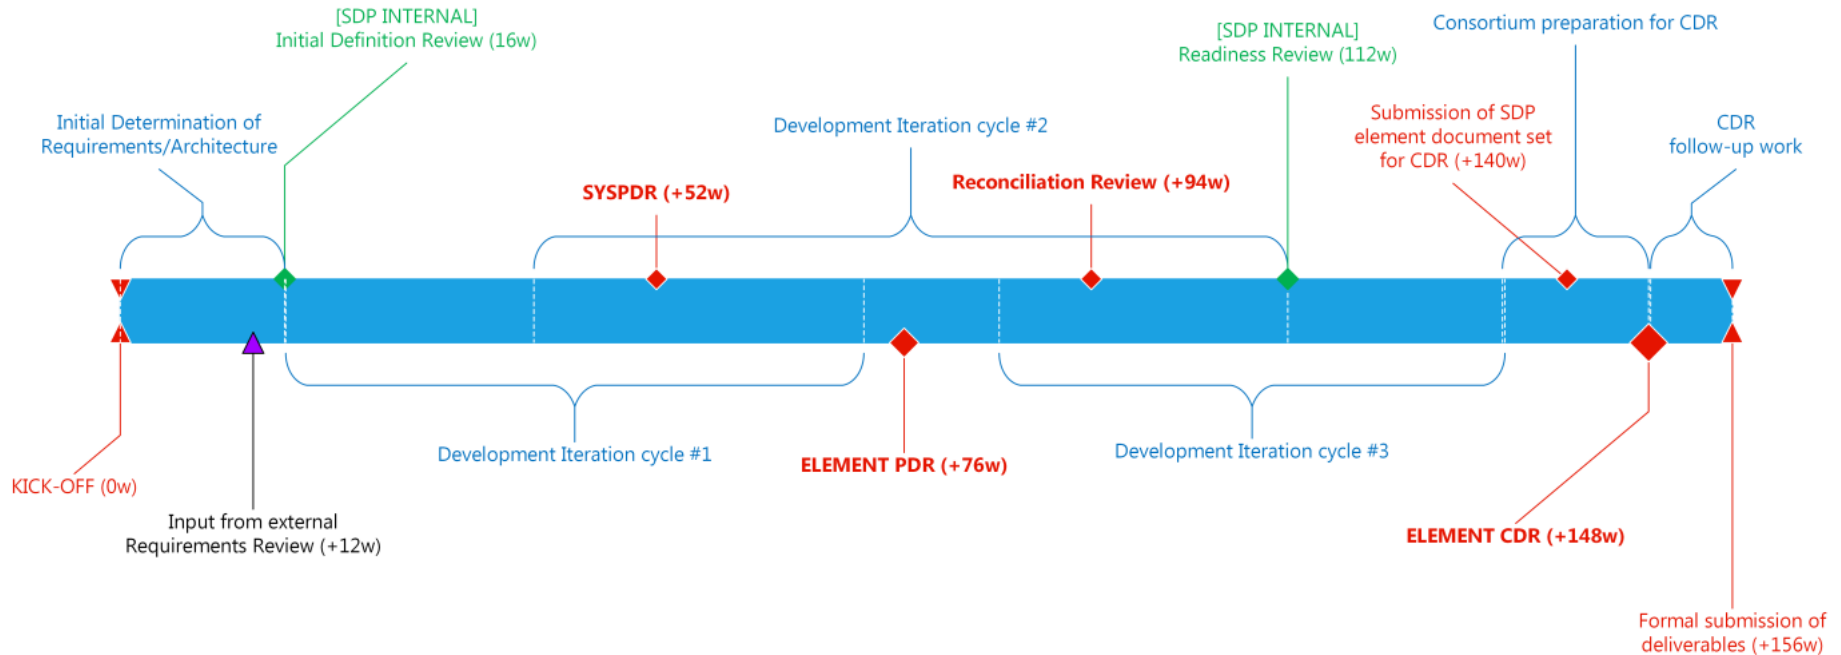 [SDP INTERNAL]
Initial Definition Review (16w)
[SDP INTERNAL]
Readiness Review (112w)
Consortium preparation for CDR
Initial Determination of
Requirements/Architecture
Development Iteration cycle #2
Submission of SDP
element document set
for CDR (+140w)
CDR
follow-up work
SYSPDR (+52w)
Reconciliation Review (+94w)
KICK-OFF (0w)
Input from external
Requirements Review (+12w)
Development Iteration cycle #1
ELEMENT PDR (+76w)
Development Iteration cycle #3
ELEMENT CDR (+148w)
Formal submission of
deliverables (+156w)